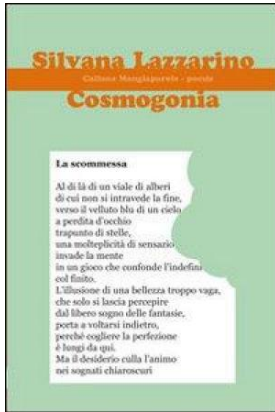 Silvana Lazzarino
Collana Mangiaparole - poesie
Cosmogonia
La scommessa
Al di là di un viale di alberi
di cui non si intravede la fine,
verso il velluto blu di un cielo
a perdita d'occhio
trapunto di stelle,
una molteplicità di sensazio
invade la mente
in un gioco che confonde l'indefini
col finito.
L'illusione di una bellezza troppo vaga,
che solo si lascia percepire
dal libero sogno delle fantasie,
porta a voltarsi indietro,
perché cogliere la perfezione
è lungi da qui.
Ma il desiderio culla l'animo
nei sognati chiaroscuri